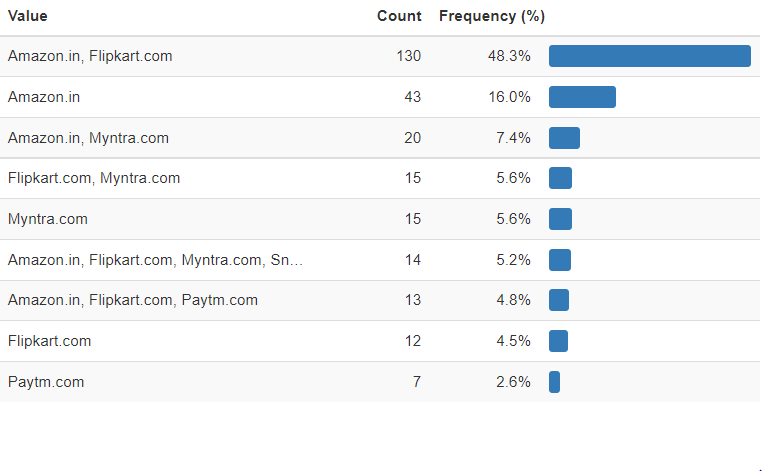 Value Count Frequency (%)
Amazon.in, Flipkart.com 130 48.3%
Amazon.in 43 16.0%
Amazon.in, Myntra.com 20 7.4%
Flipkart.com, Myntra.com 15 5.6%
Myntra.com 15 5.6%
Amazon.in, Flipkart.com, Myntra.com, Sn... 14 5.2%
Amazon.in, Flipkart.com, Paytm.com 13 4.8%
Flipkart.com 12 4.5%
Paytm.com 7 2.6%